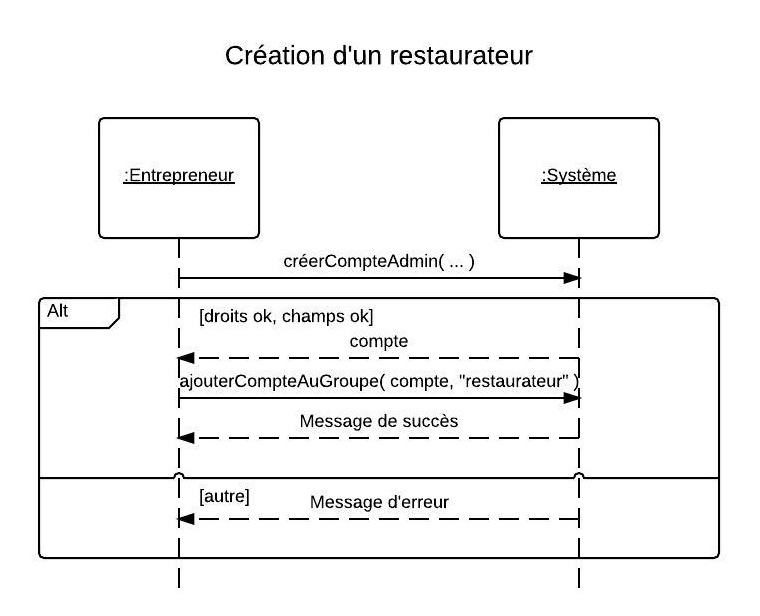 Création d'un restaurateur
:Entrepreneur
:Système
créerCompteAdmin( ... )
Alt
[droits ok, champs ok]
compte
ajouterCompteAuGroupe( compte, "restaurateur" )
Message de succès
[autre]
Message d'erreur